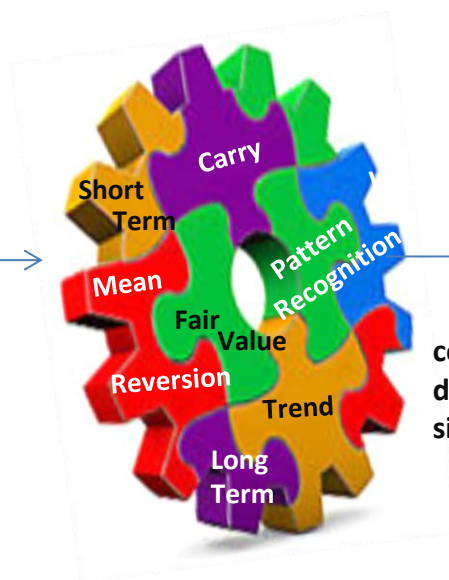 Carry
Short
Term
Pattern
Recognition
Mean
Fair
Value
Reversion
Trend
Long
Term